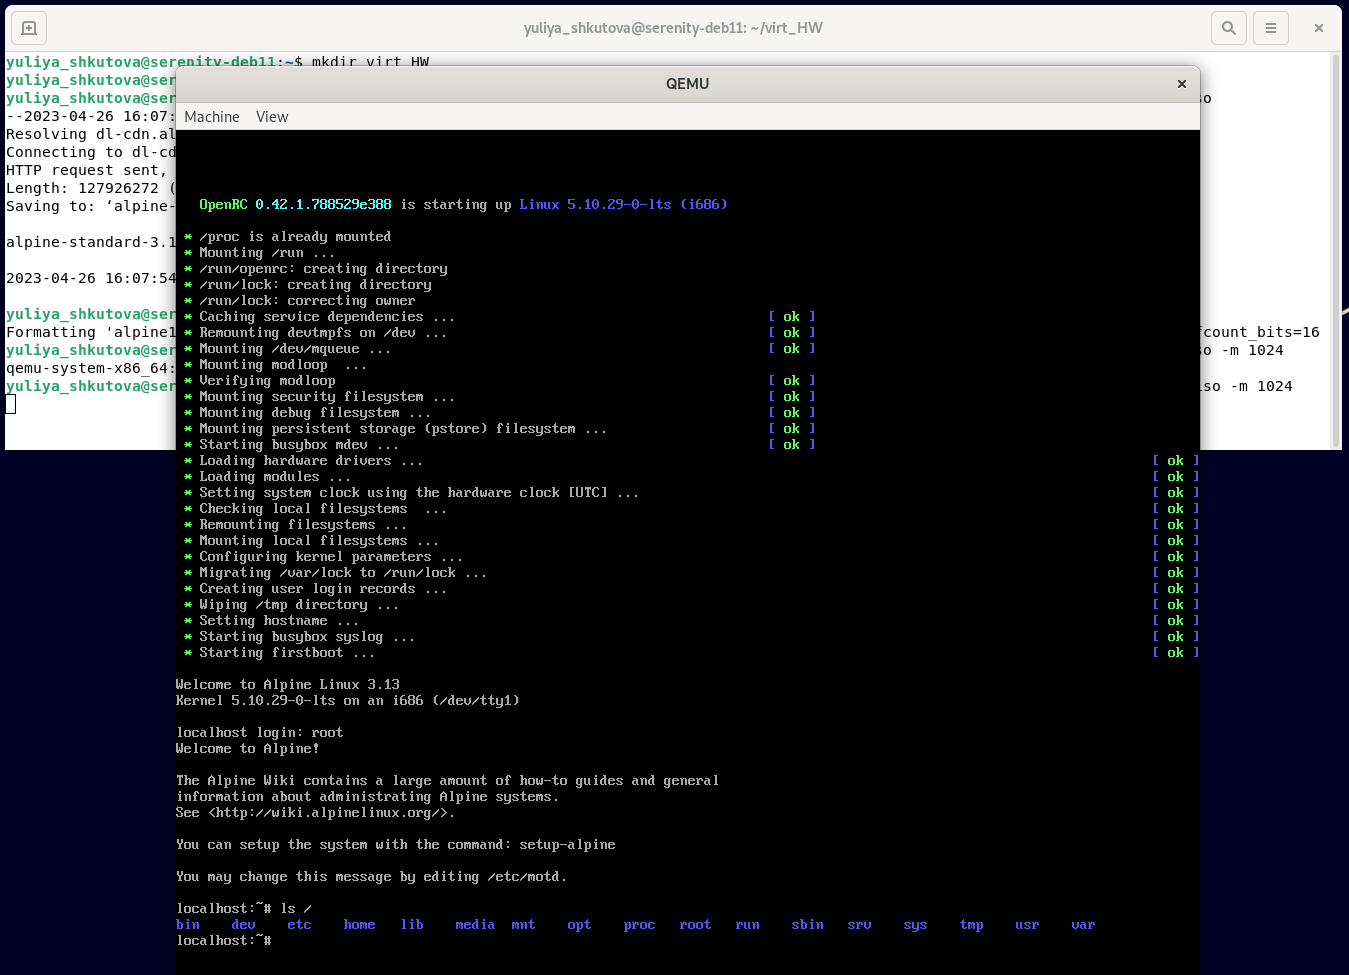 yuliya_shkutova@serenity-deb11: ~/virt_HW
yuliya_shkutova@serenity-deb11:~$ mkdir virt_HW
yuliya_shkutova@ser
yuliya_shkutova@ser so
--2023-04-26 16:07:
Resolving dl-cdn.al
Connecting to dl-cd
HTTP request sent,
Length: 127926272 (
Saving to: ‘alpine-
alpine-standard-3.1
2023-04-26 16:07:54
yuliya_shkutova@ser
Formatting 'alpine1 fcount_bits=16
yuliya_shkutova@ser so -m 1024
qemu-system-x86_64:
yuliya_shkutova@ser iso -m 1024
QEMU
Machine View
OpenRC 0.42.1.788529e388 is starting up Linux 5.10.29-0-lts (i686)
* /proc is already mounted
* Mounting /run ...
* /run/openrc: creating directory
* /run/lock: creating directory
* /run/lock: correcting owner
* Caching service dependencies ... [ ok ]
* Remounting devtmpfs on /dev ... [ ok ]
* Mounting /dev/mqueue ... [ ok ]
* Mounting modloop  ...
* Verifying modloop [ ok ]
* Mounting security filesystem ... [ ok ]
* Mounting debug filesystem ... [ ok ]
* Mounting persistent storage (pstore) filesystem ... [ ok ]
* Starting busybox mdev ... [ ok ]
* Loading hardware drivers ... [ ok ]
* Loading modules ... [ ok ]
* Setting system clock using the hardware clock [UTC] ... [ ok ]
* Checking local filesystems  ... [ ok ]
* Remounting filesystems ... [ ok ]
* Mounting local filesystems ... [ ok ]
* Configuring kernel parameters ... [ ok ]
* Migrating /var/lock to /run/lock ... [ ok ]
* Creating user login records ... [ ok ]
* Wiping /tmp directory ... [ ok ]
* Setting hostname ... [ ok ]
* Starting busybox syslog ... [ ok ]
* Starting firstboot ... [ ok ]
Welcome to Alpine Linux 3.13
Kernel 5.10.29-0-lts on an i686 (/dev/tty1)
localhost login: root
Welcome to Alpine!
The Alpine Wiki contains a large amount of how-to guides and general
information about administrating Alpine systems.
See <http://wiki.alpinelinux.org/>.
You can setup the system with the command: setup-alpine
You may change this message by editing /etc/motd.
localhost:~# ls /
bin dev etc home lib media mnt opt proc root run sbin srv sys tmp usr var
localhost:~#